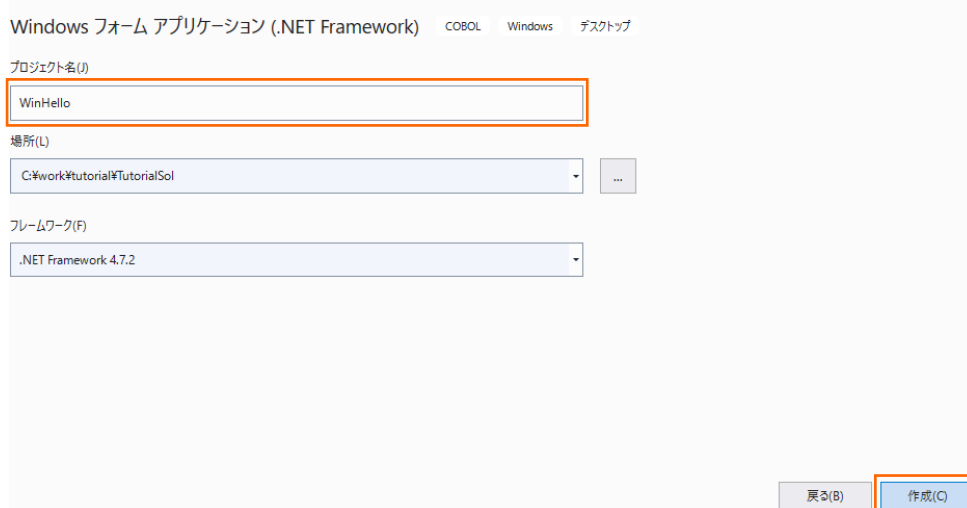 Windows フォーム アプリケーション (.NET Framework) COBOL Windows デスクトップ
プロジェクト名(J)
WinHello
場所(L)
C:¥work¥tutorial¥TutorialSol
...
フレームワーク(F)
.NET Framework 4.7.2
戻る(B) 作成(C)